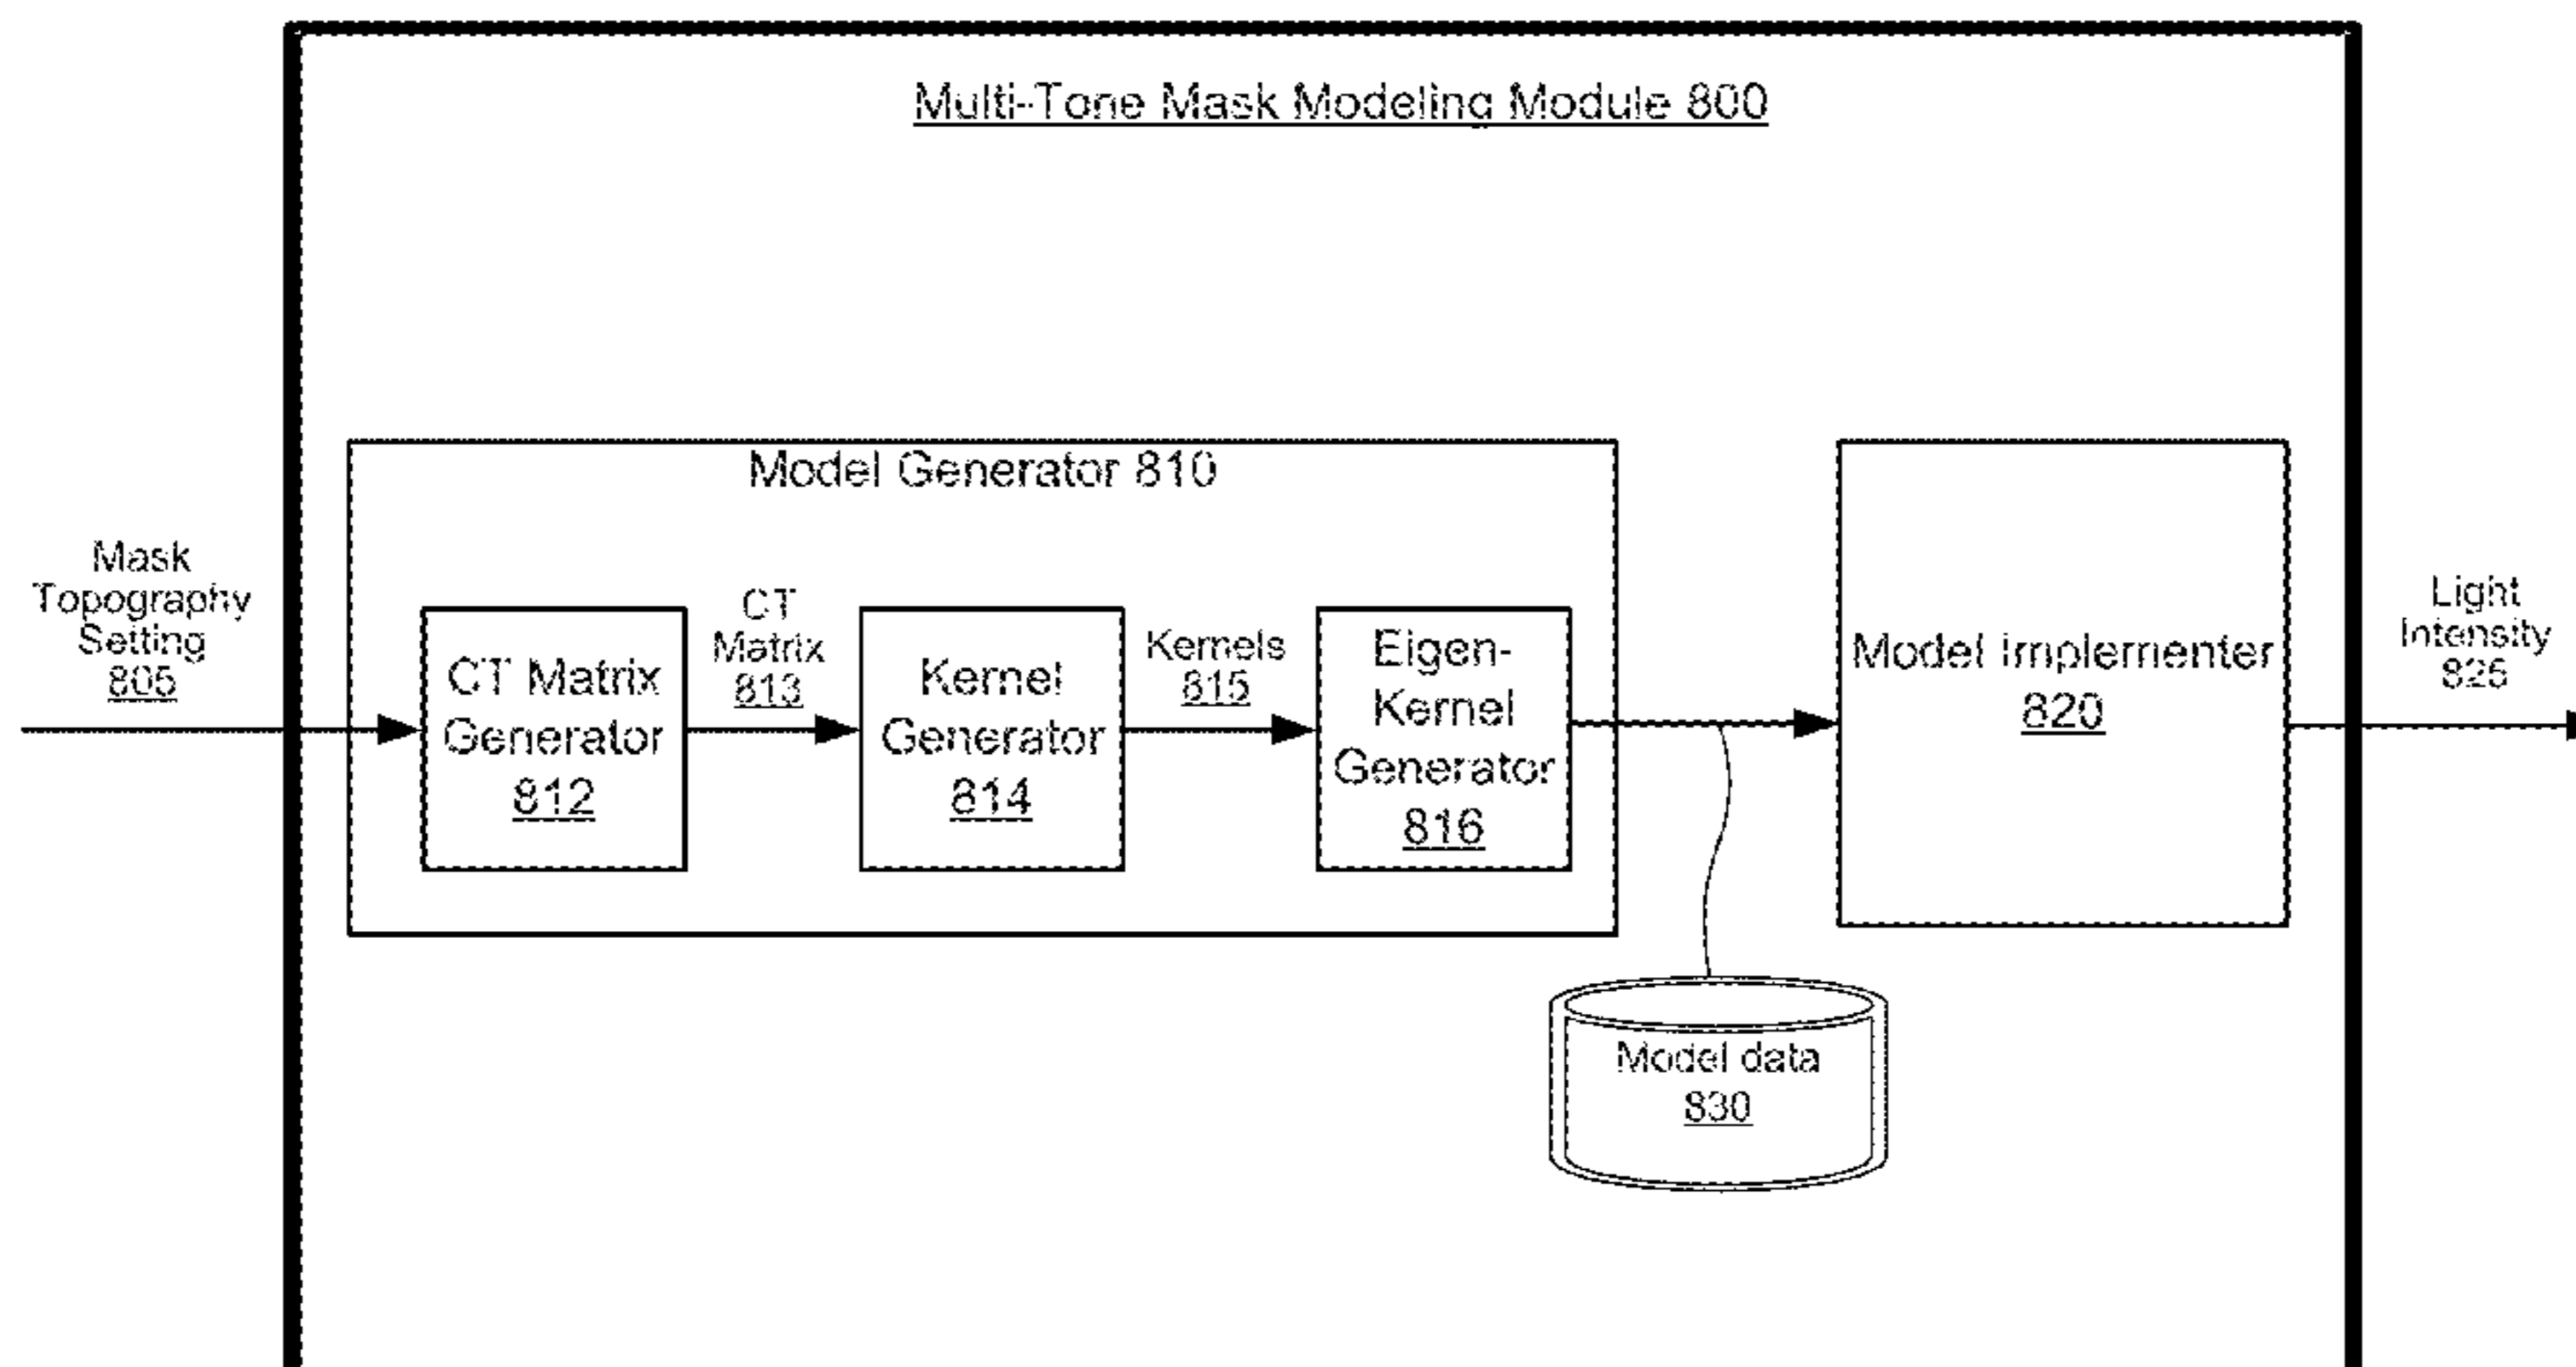 Multi-Tone Mask Modeling Module 800
Model Generator 810
Mask
Topography
Setting
805
CT Matrix
Generator
812
CT
Matrix
813
Kernel
Generator
814
Kernels
815
Eigen-
Kernel
Generator
816
Model Implementer
820
Light
Intensity
825
Model data
830